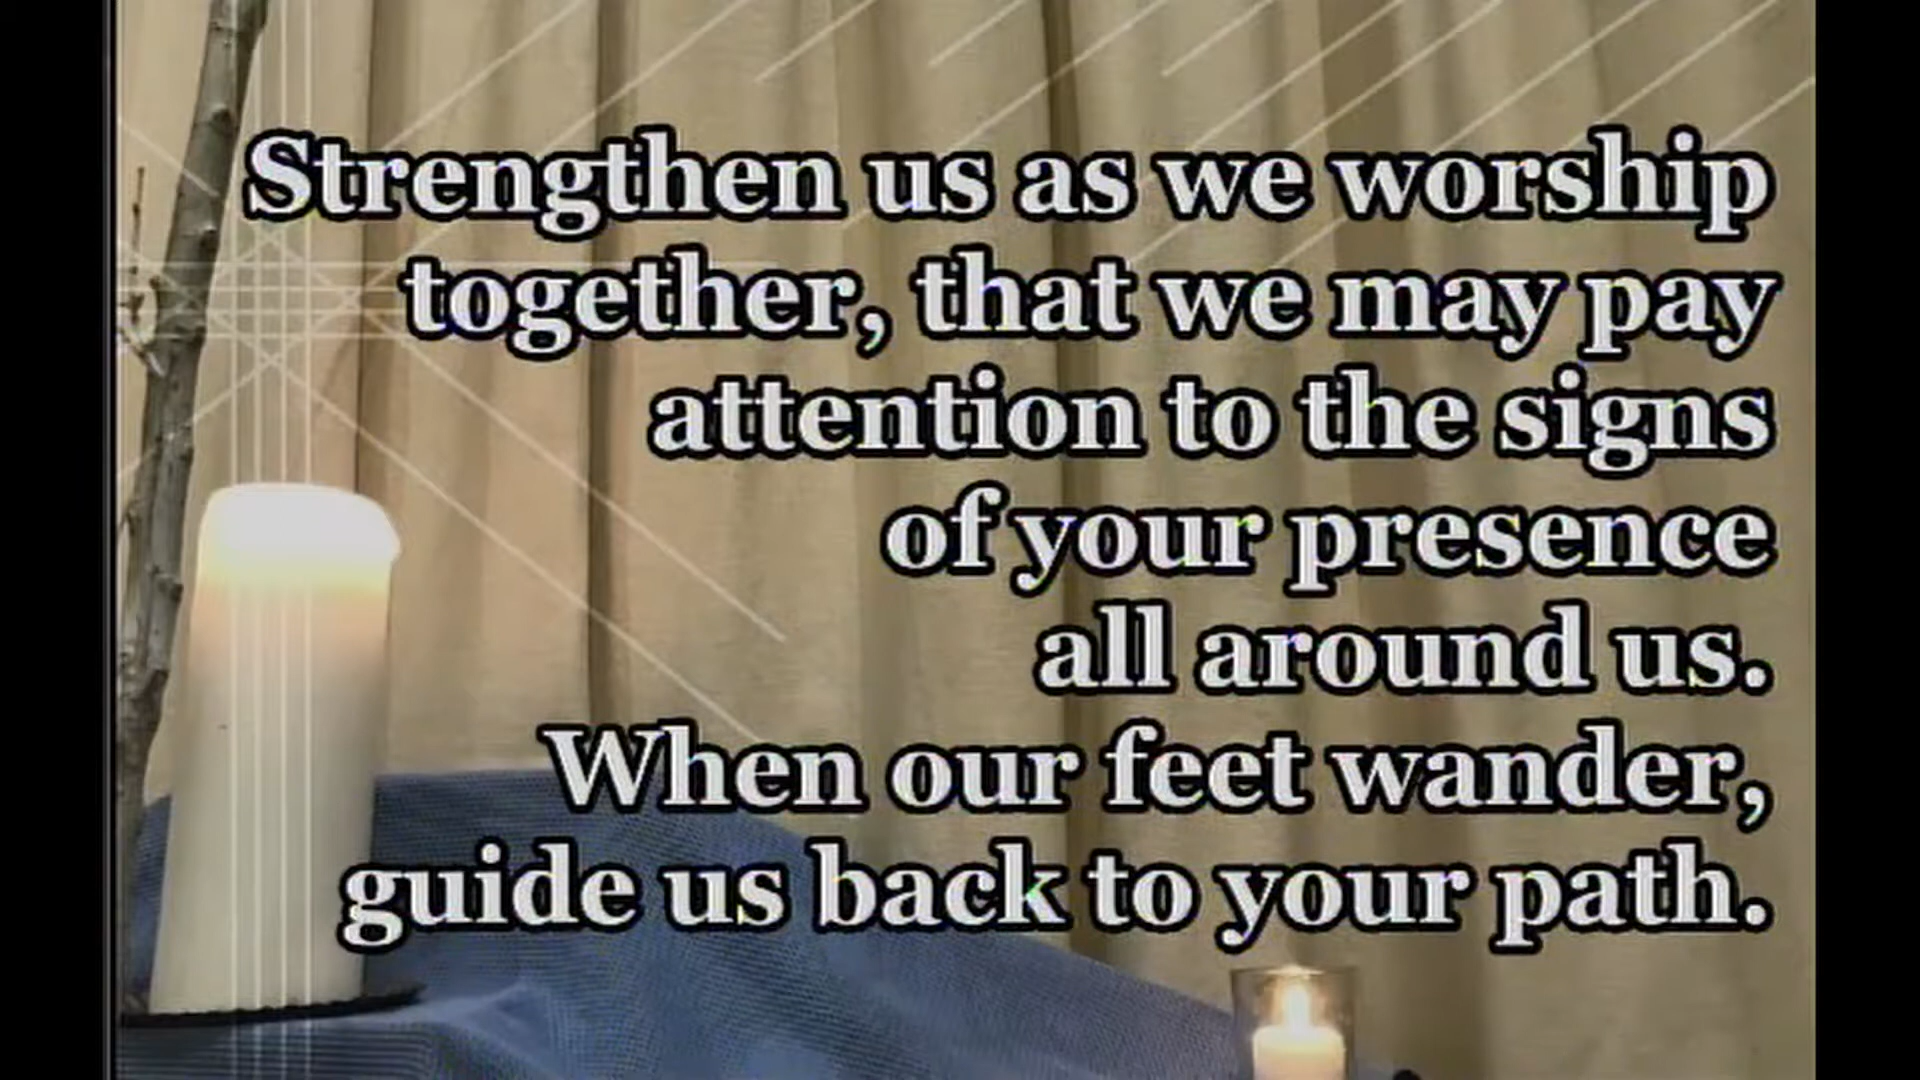 Strengthen us as we worship
together, that we may pay
attention to the signs
of your presence
all around us.
When our feet wander,
guide us back to your path.